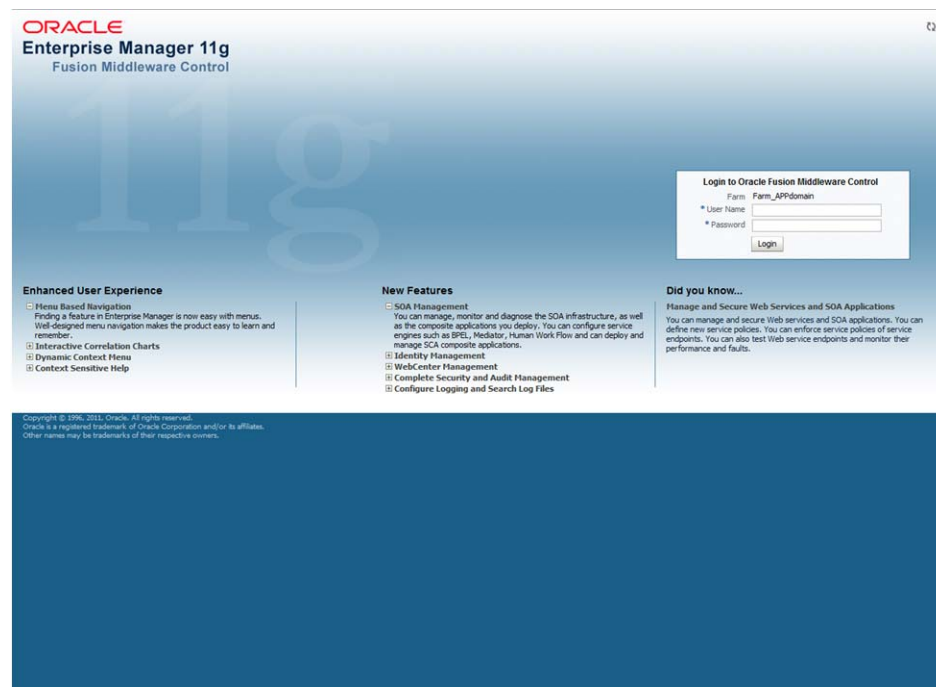 ORACLE
Enterprise Manager 11g
Fusion Middleware Control
11g
Login to Oracle Fusion Middleware Control
Farm Farm_APPdomain
* User Name
* Password
Login
Enhanced User Experience
Menu Based Navigation
Finding a feature in Enterprise Manager is now easy with menus.
Well-designed menu navigation makes the product easy to learn and
remember.
Interactive Correlation Charts
Dynamic Context Menu
Context Sensitive Help
New Features
SOA Management
You can manage, monitor and diagnose the SOA infrastructure, as well
as the composite applications you deploy. You can configure service
engines such as BPEL, Mediator, Human Work Flow and can deploy and
manage SCA composite applications.
Identity Management
WebCenter Management
Complete Security and Audit Management
Configure Logging and Search Log Files
Did you know...
Manage and Secure Web Services and SOA Applications
You can manage and secure Web services and SOA applications. You can
define new service policies. You can enforce service policies of service
endpoints. You can also test Web service endpoints and monitor their
performance and faults.
Copyright © 1996, 2011, Oracle. All rights reserved.
Oracle is a registered trademark of Oracle Corporation and/or its affiliates.
Other names may be trademarks of their respective owners.